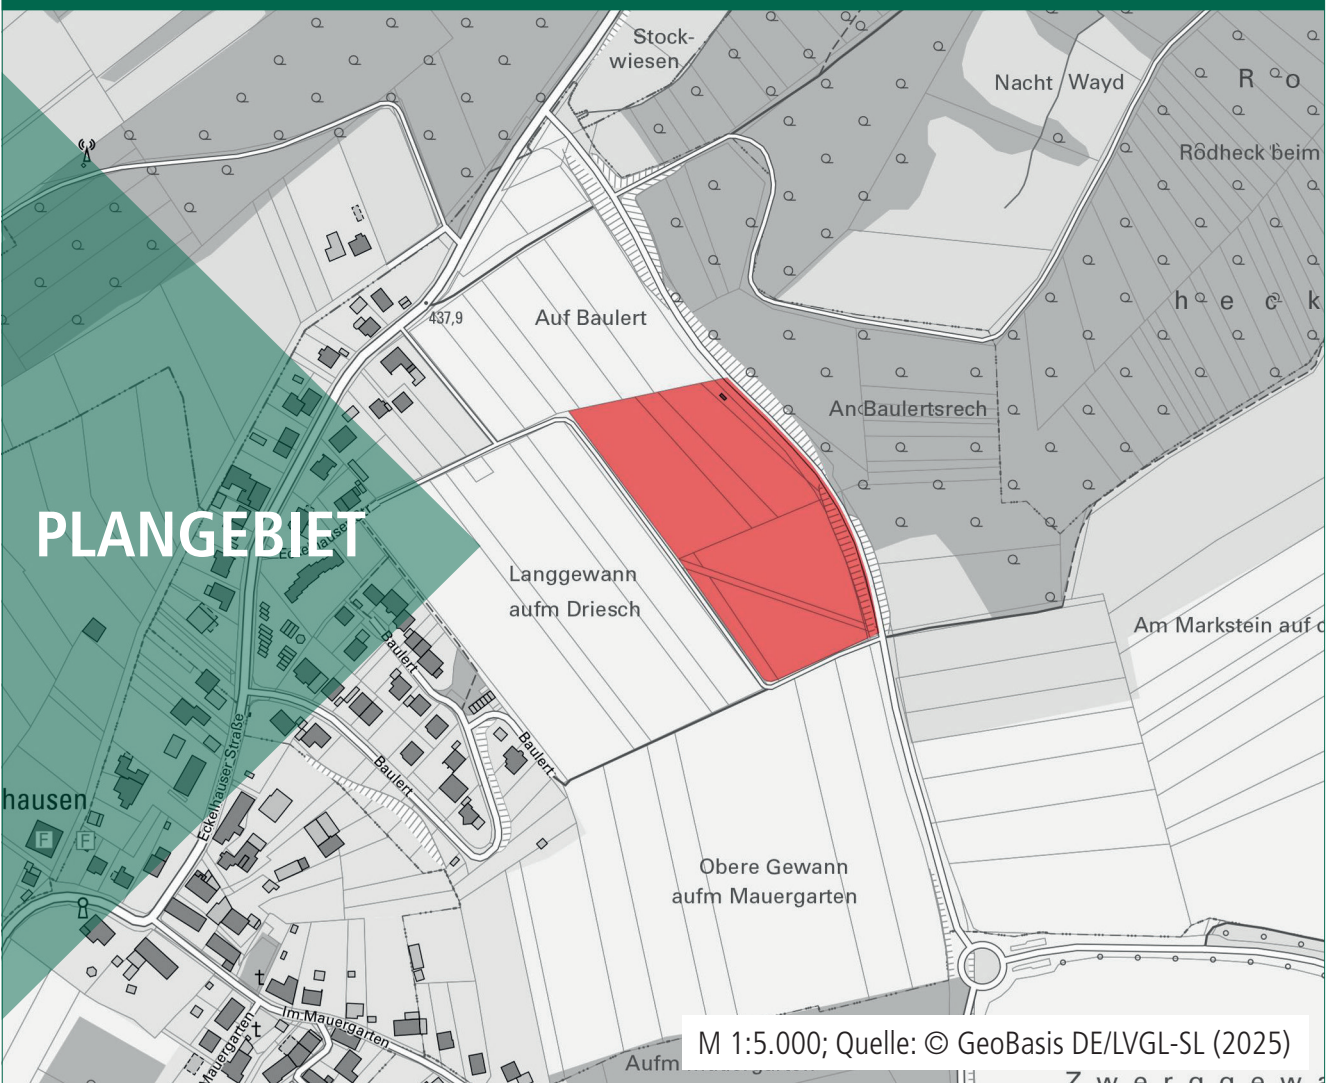 Stock-
wiesen
Nacht Wayd
R o
Rödheck beim
h e c k
437,9
Auf Baulert
An Baulertsrech
PLANGEBIET
Langgewann
aufm Driesch
Am Markstein auf d
Baulert
Baulert
Baulert
Eckelhauser Straße
hausen
F F
Obere Gewann
aufm Mauergarten
Im Mauergarten
Mauergarten
M 1:5.000; Quelle: © GeoBasis DE/LVGL-SL (2025)
Aufm Mauergarten
Z w e r g g e w a